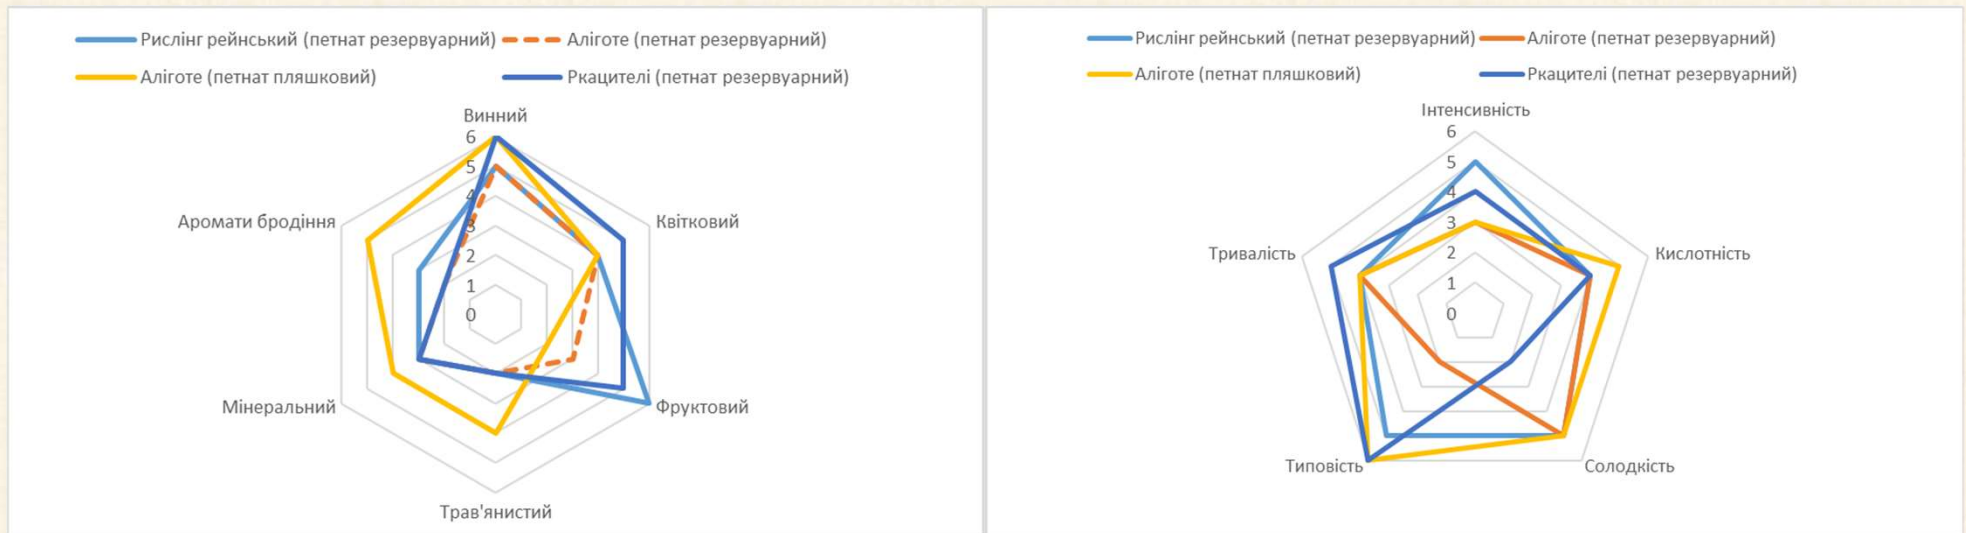 Рислінг рейнський (петнат резервуарний) Аліготе (петнат резервуарний)
Аліготе (петнат пляшковий) Ркацителі (петнат резервуарний)
Винний
6
5
4
3
2
1
0
Квітковий
Фруктовий
Трав'янистий
Мінеральний
Аромати бродіння
Рислінг рейнський (петнат резервуарний) Аліготе (петнат резервуарний)
Аліготе (петнат пляшковий) Ркацителі (петнат резервуарний)
Інтенсивність
6
5
4
3
2
1
0
Кислотність
Солодкість
Типовість
Тривалість